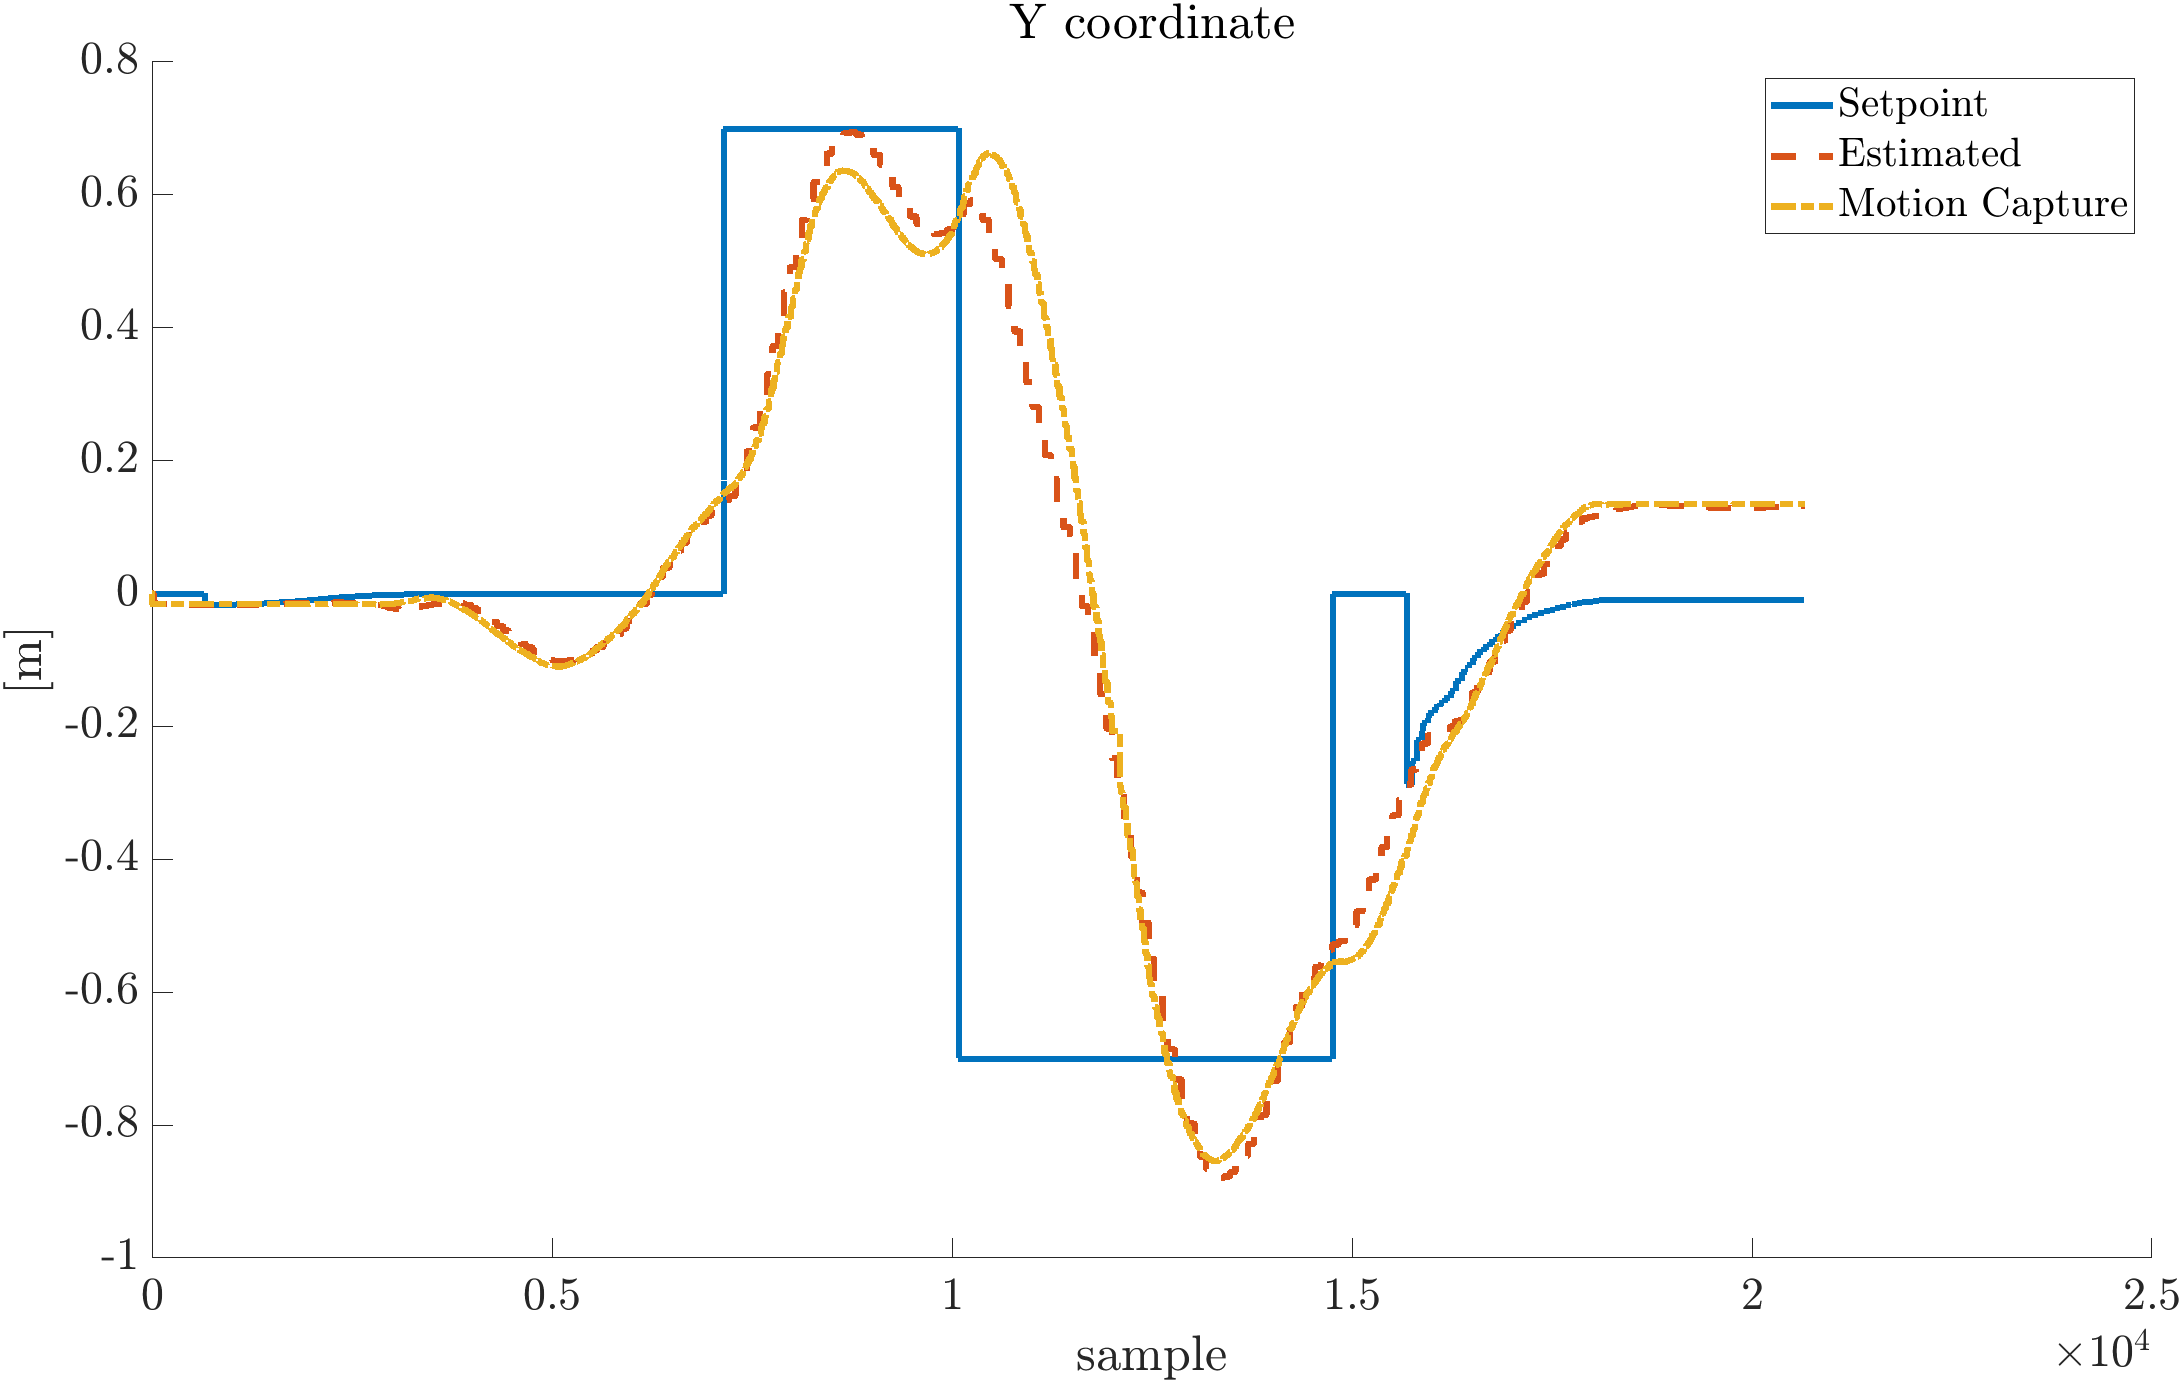 Y coordinate
0.8
0.6
0.4
0.2
0
-0.2
-0.4
-0.6
-0.8
-1
[m]
Setpoint
Estimated
Motion Capture
0 0.5 1 1.5 2 2.5
sample
×10⁴